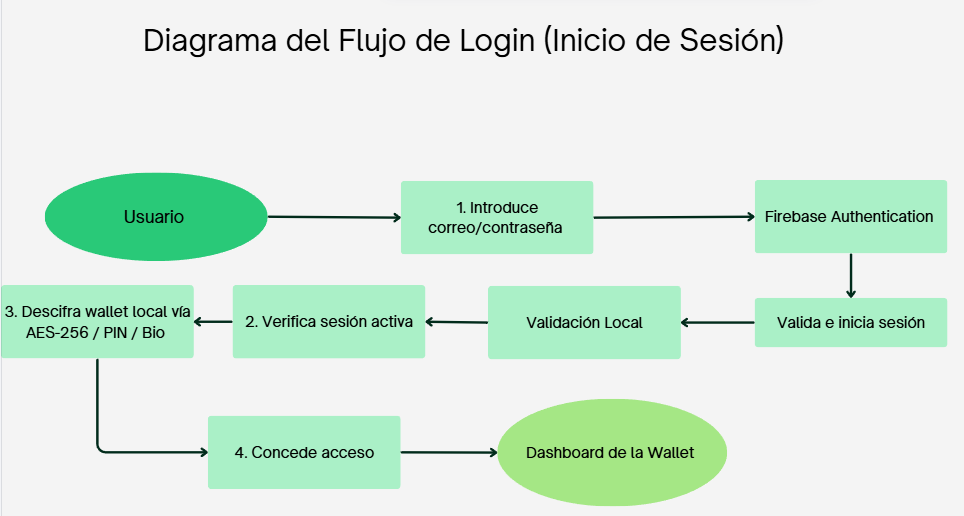 Diagrama del Flujo de Login (Inicio de Sesión)
Usuario
1. Introduce
correo/contraseña
Firebase Authentication
Valida e inicia sesión
Validación Local
2. Verifica sesión activa
3. Descifra wallet local vía
AES-256 / PIN / Bio
4. Concede acceso
Dashboard de la Wallet